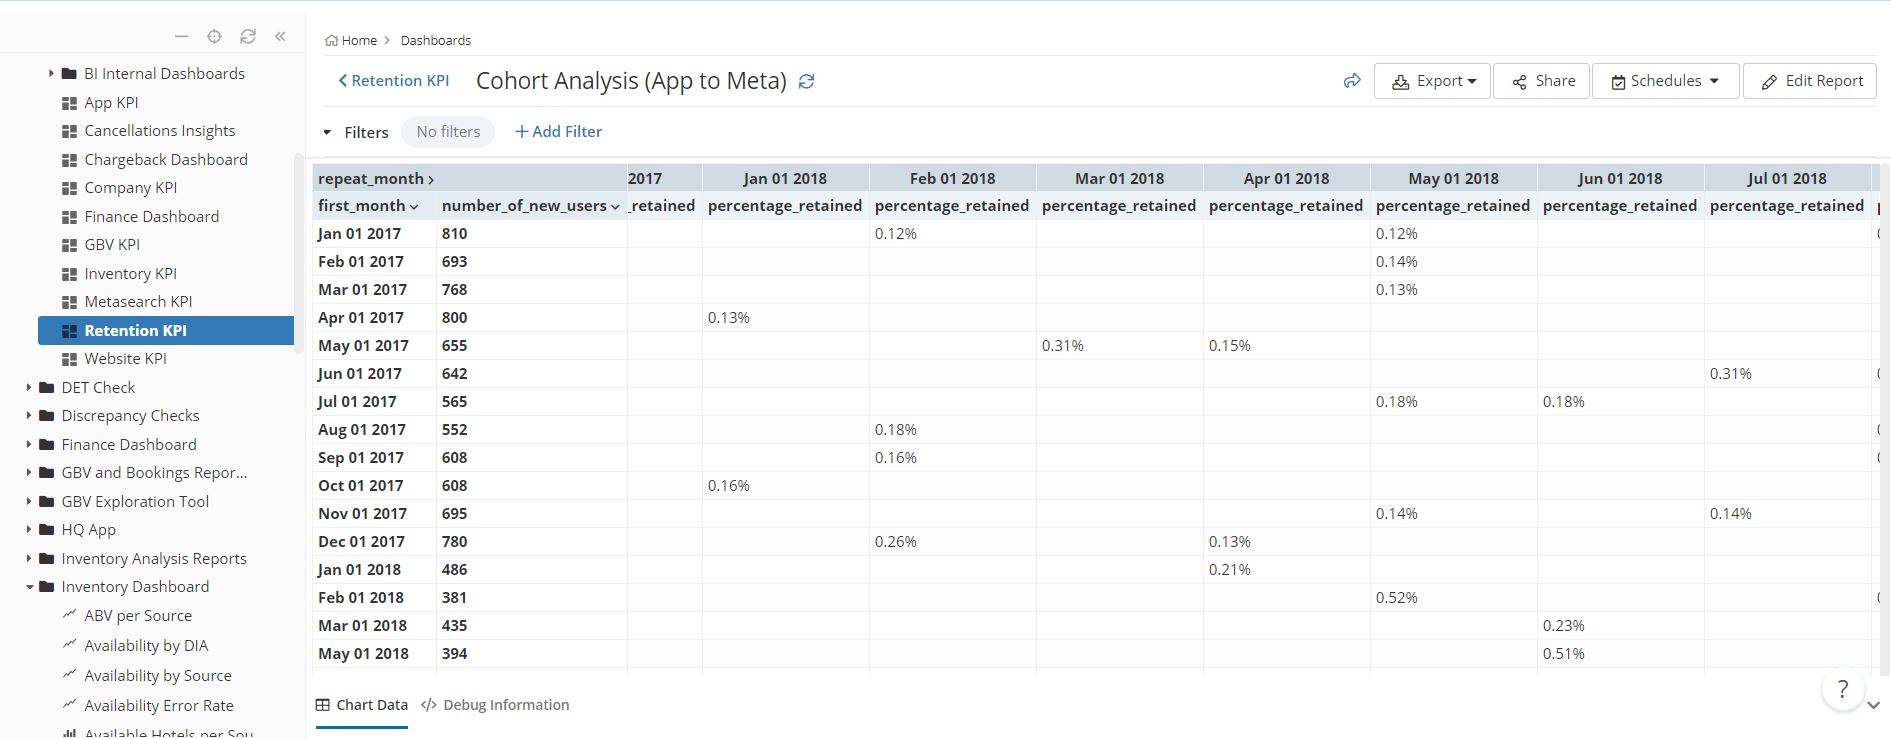 BI Internal Dashboards
App KPI
Cancellations Insights
Chargeback Dashboard
Company KPI
Finance Dashboard
GBV KPI
Inventory KPI
Metasearch KPI
Retention KPI
Website KPI
DET Check
Discrepancy Checks
Finance Dashboard
GBV and Bookings Repor...
GBV Exploration Tool
HQ App
Inventory Analysis Reports
Inventory Dashboard
ABV per Source
Availability by DIA
Availability by Source
Availability Error Rate
Available Hotels per Sou
Home > Dashboards
Retention KPI Cohort Analysis (App to Meta) Export Share Schedules Edit Report
Filters No filters + Add Filter
repeat_month 2017 Jan 01 2018 Feb 01 2018 Mar 01 2018 Apr 01 2018 May 01 2018 Jun 01 2018 Jul 01 2018
first_month number_of_new_users _retained percentage_retained percentage_retained percentage_retained percentage_retained percentage_retained percentage_retained percentage_retained
Jan 01 2017 810 0.12% 0.12%
Feb 01 2017 693 0.14%
Mar 01 2017 768 0.13%
Apr 01 2017 800 0.13%
May 01 2017 655 0.31% 0.15%
Jun 01 2017 642 0.31%
Jul 01 2017 565 0.18% 0.18%
Aug 01 2017 552 0.18%
Sep 01 2017 608 0.16%
Oct 01 2017 608 0.16%
Nov 01 2017 695 0.14% 0.14%
Dec 01 2017 780 0.26% 0.13%
Jan 01 2018 486 0.21%
Feb 01 2018 381 0.52%
Mar 01 2018 435 0.23%
May 01 2018 394 0.51%
Chart Data </> Debug Information
?